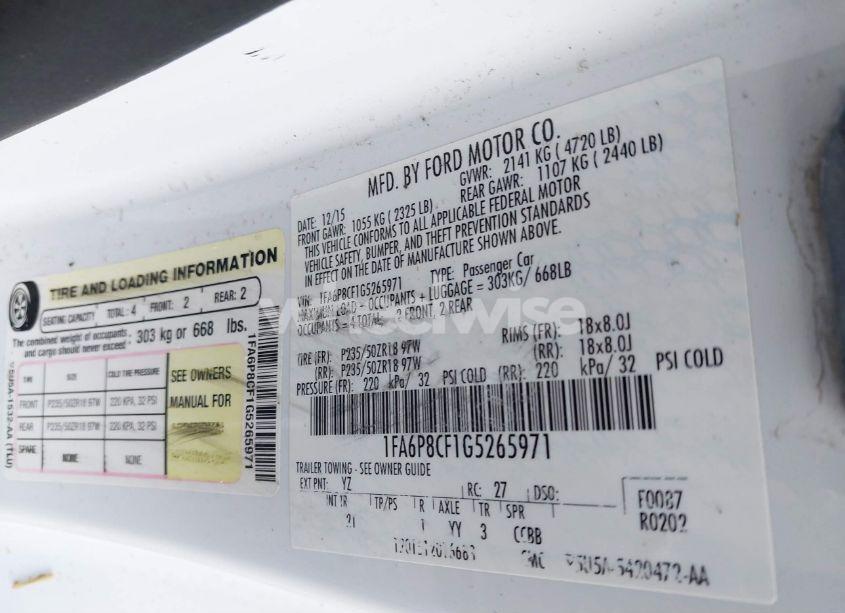 TIRE AND LOADING INFORMATION
SEATING CAPACITY TOTAL: 4 FRONT: 2 REAR: 2
The combined weight of occupants and cargo should never exceed : 303 kg or 668 lbs.
TIRE SIZE COLD TIRE PRESSURE
FRONT P235/50ZR18 97W 220 KPA, 32 PSI
REAR P235/50ZR18 97W 220 KPA, 32 PSI
SPARE NONE NONE
SEE OWNERS
MANUAL FOR
1FA6P8CF1G5265971
MFD. BY FORD MOTOR CO.
DATE: 12/15 GVWR: 2141 KG ( 4720 LB)
FRONT GAWR: 1055 KG ( 2325 LB) REAR GAWR: 1107 KG ( 2440 LB)
THIS VEHICLE CONFORMS TO ALL APPLICABLE FEDERAL MOTOR
VEHICLE SAFETY, BUMPER, AND THEFT PREVENTION STANDARDS
IN EFFECT ON THE DATE OF MANUFACTURE SHOWN ABOVE.
VIN: 1FA6P8CF1G5265971 TYPE: Passenger Car
MAXIMUM LOAD = OCCUPANTS + LUGGAGE = 303KG/ 668LB
OCCUPANTS = 4 TOTAL 2 FRONT, 2 REAR
TIRE (FR): P235/50ZR18 97W RIMS (FR): 18x8.0J
(RR): P235/50ZR18 97W (RR): 18x8.0J
PRESSURE (FR): 220 kPa/ 32 PSI COLD (RR): 220 kPa/ 32 PSI COLD
1FA6P8CF1G5265971
TRAILER TOWING - SEE OWNER GUIDE
EXT PNT: YZ RC: 27 DSO: F0087
INT TR TP/PS R AXLE TR SPR R0202
YY 3